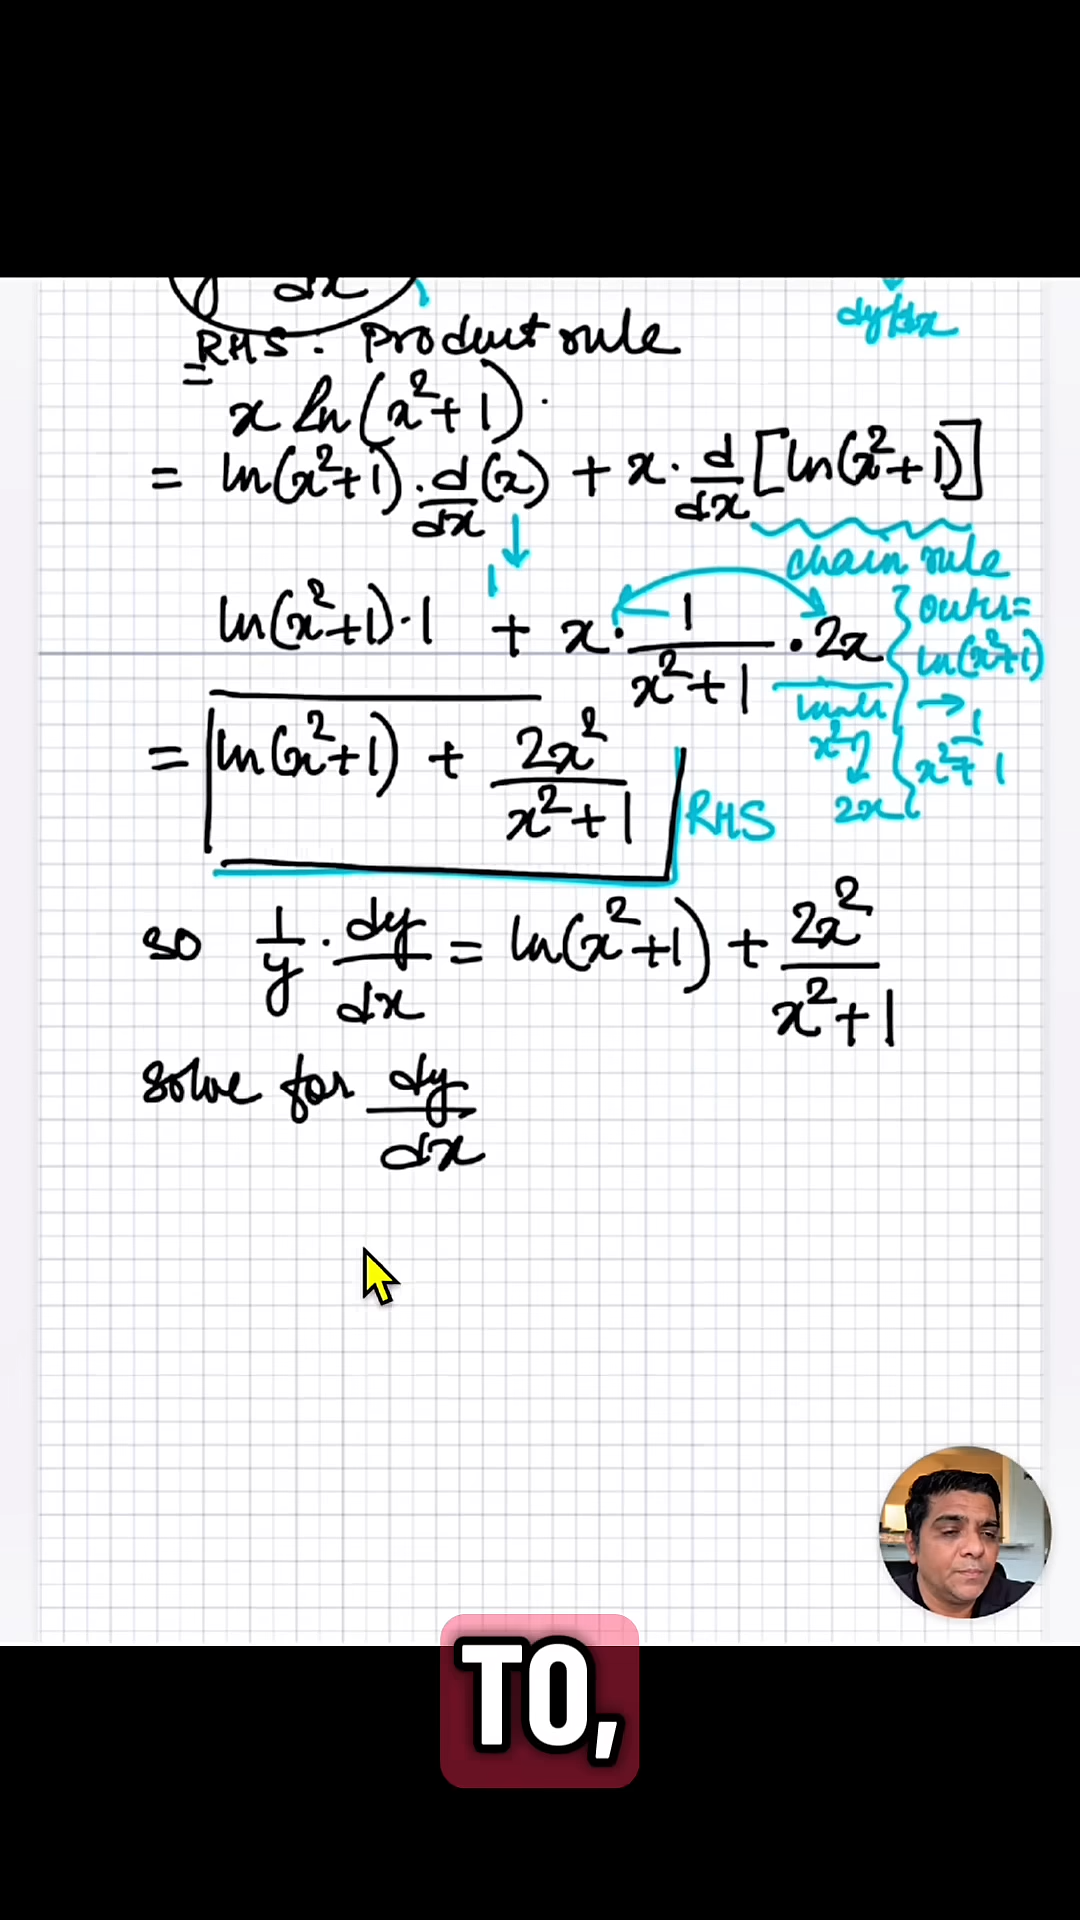 y dx
dy/dx
RHS: Product rule
x ln(x²+1).
= ln(x²+1) · d/dx (x) + x · d/dx [ln(x²+1)]
1
chain rule
ln(x²+1)·1 + x · 1/(x²+1) · 2x
outer =
ln(x²+1)
→
1/(x²+1)
x²
2x
= ln(x²+1) + 2x²/(x²+1)
RHS
so 1/y · dy/dx = ln(x²+1) + 2x²/(x²+1)
solve for dy/dx
TO,